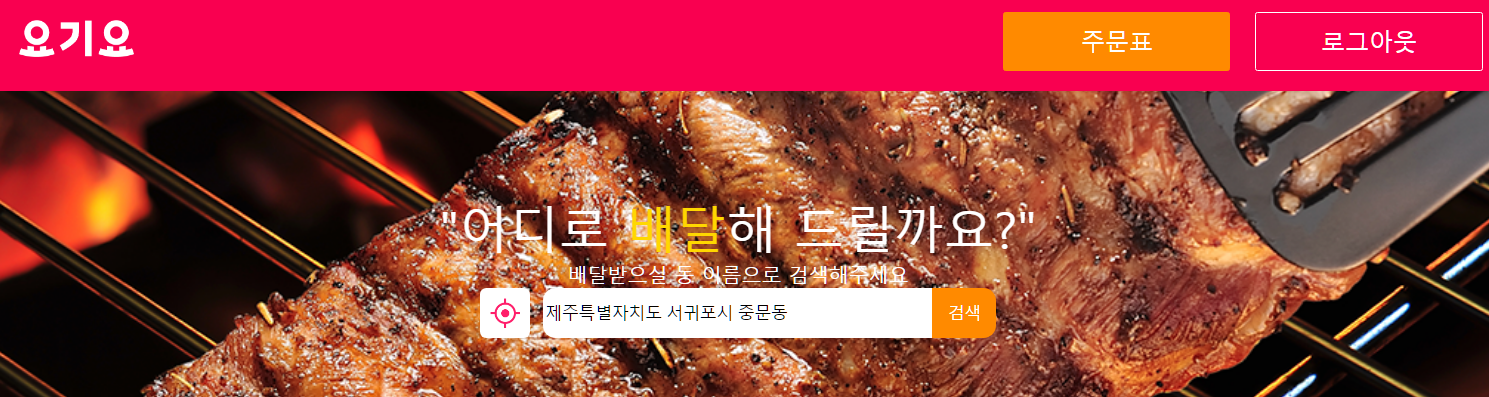 요기요
주문표
로그아웃
"어디로 배달해 드릴까요?"
배달받으실 동 이름으로 검색해주세요
제주특별자치도 서귀포시 중문동
검색